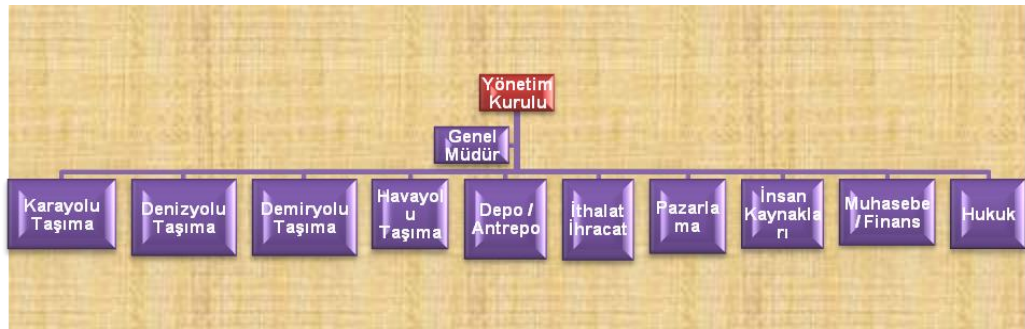 Yönetim
Kurulu
Genel
Müdür
Karayolu
Taşıma
Denizyolu
Taşıma
Demiryolu
Taşıma
Havayol
u
Taşıma
Depo /
Antrepo
İthalat
İhracat
Pazarla
ma
İnsan
Kaynakla
rı
Muhasebe
/ Finans
Hukuk